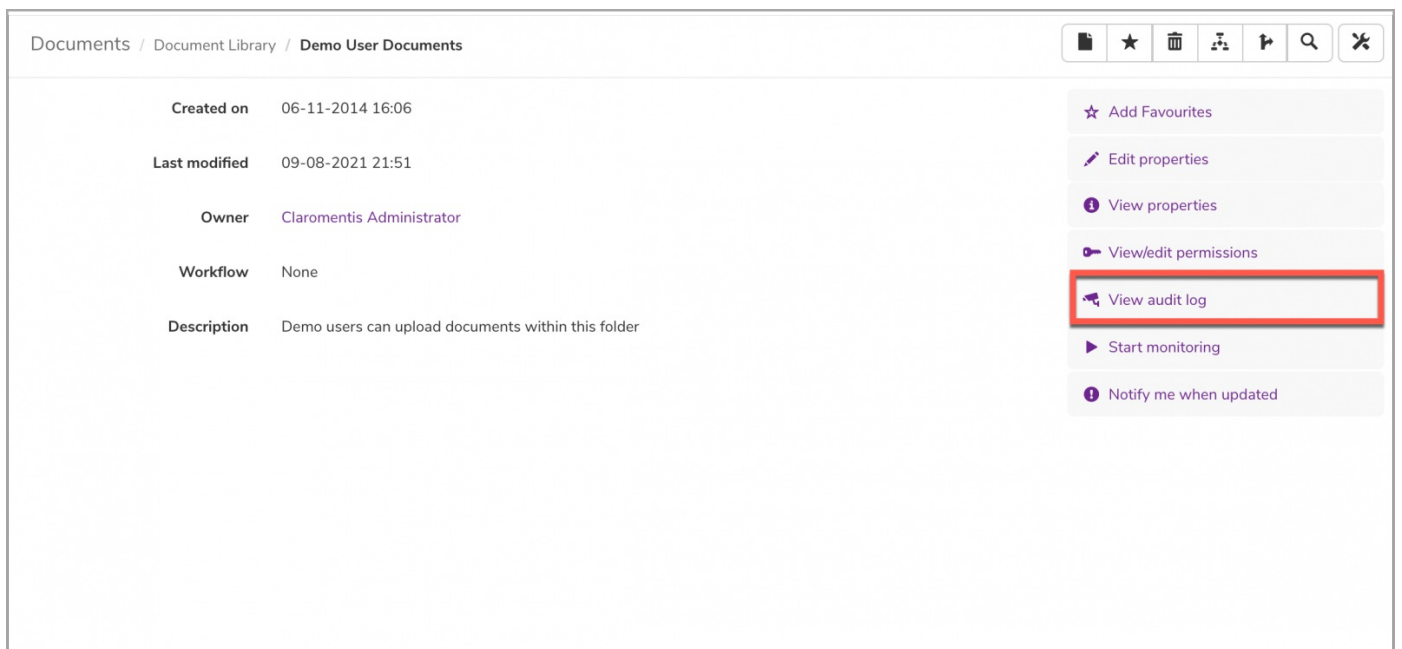 Documents / Document Library / Demo User Documents
Created on 06-11-2014 16:06
Last modified 09-08-2021 21:51
Owner Claromentis Administrator
Workflow None
Description Demo users can upload documents within this folder
Add Favourites
Edit properties
View properties
View/edit permissions
View audit log
Start monitoring
Notify me when updated